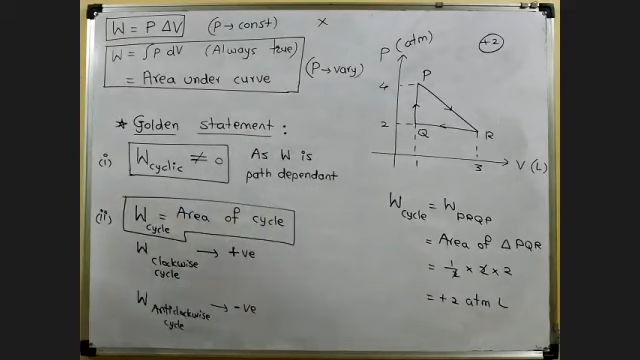 W = P ΔV (P → const) ×
W = ∫P dV (Always true)
= Area under curve
(P → vary)
* Golden statement :
(i) W cyclic ≠ 0 As W is
path dependant
(ii) W cycle = Area of cycle
W Clockwise cycle → +ve
W Anticlockwise cycle → -ve
+2
P (atm)
4
P
2
Q
R
1
3
V (L)
W cycle = W PRQP
= Area of Δ PQR
= 1/2 × 2 × 2
= +2 atm L